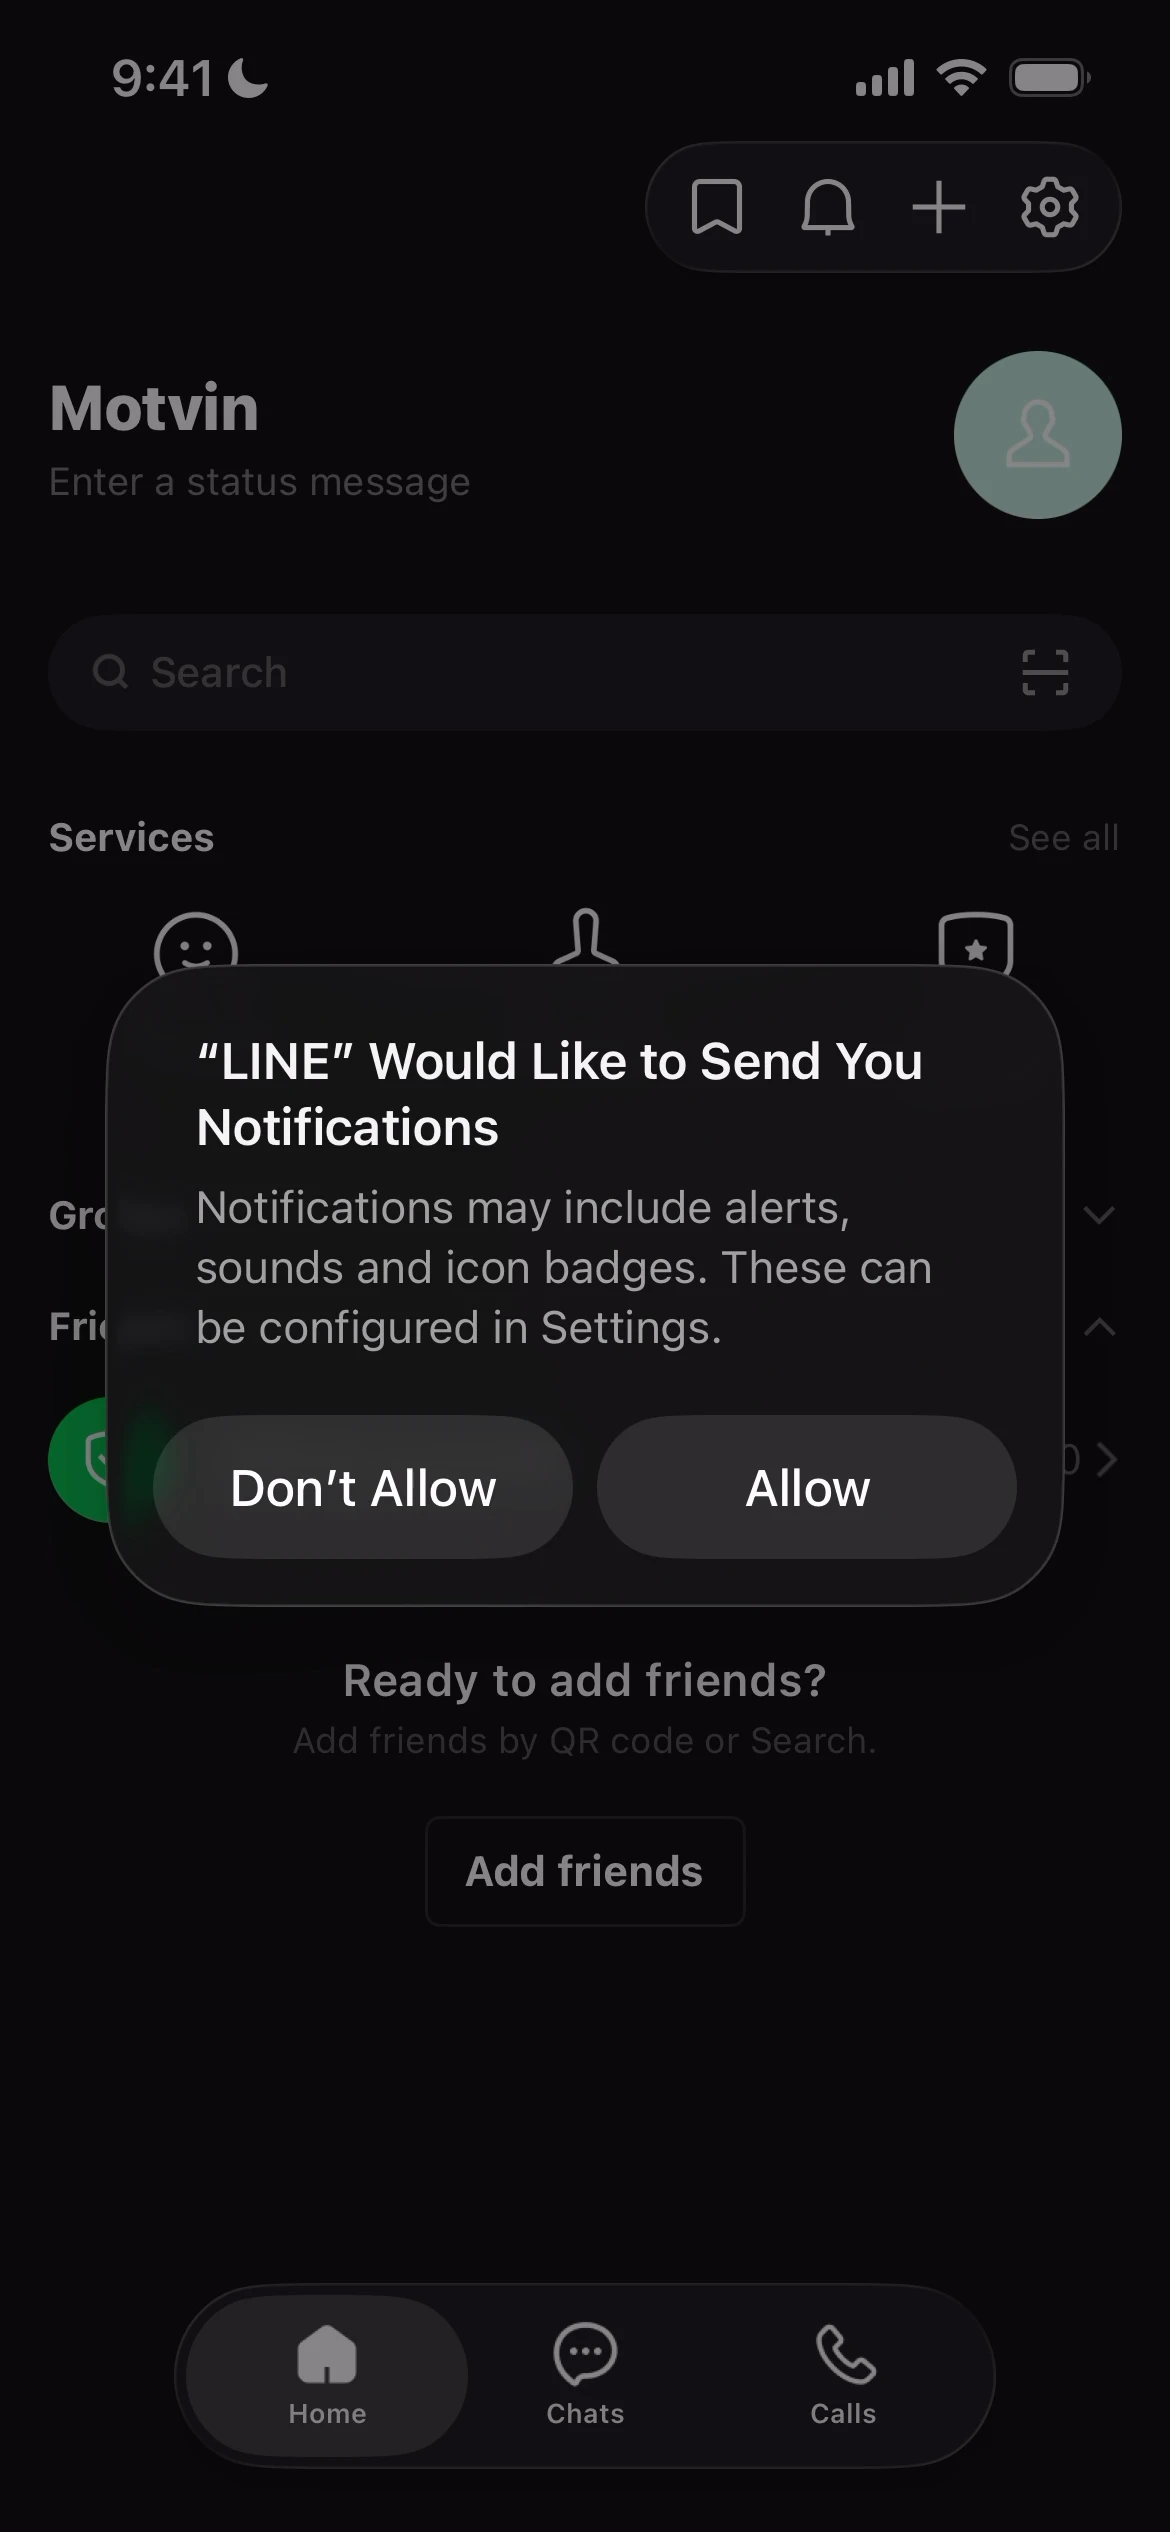 9:41
Motvin
Enter a status message
Search
Services
See all
“LINE” Would Like to Send You
Notifications
Notifications may include alerts,
sounds and icon badges. These can
be configured in Settings.
Don’t Allow
Allow
Ready to add friends?
Add friends by QR code or Search.
Add friends
Home
Chats
Calls